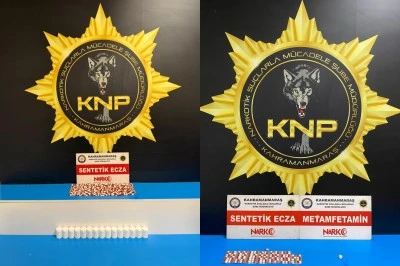 NARKOTİK SUÇLARLA MÜCADELE ŞUBE MÜDÜRLÜĞÜ
KNP
KAHRAMANMARAŞ
KAHRAMANMARAŞ
SENTETİK ECZA
NARKO
NARKOTİK SUÇLARLA MÜCADELE ŞUBE MÜDÜRLÜĞÜ
KNP
KAHRAMANMARAŞ
KAHRAMANMARAŞ
SENTETİK ECZA
NARKO
KAHRAMANMARAŞ
METAMFETAMİN
NARKO